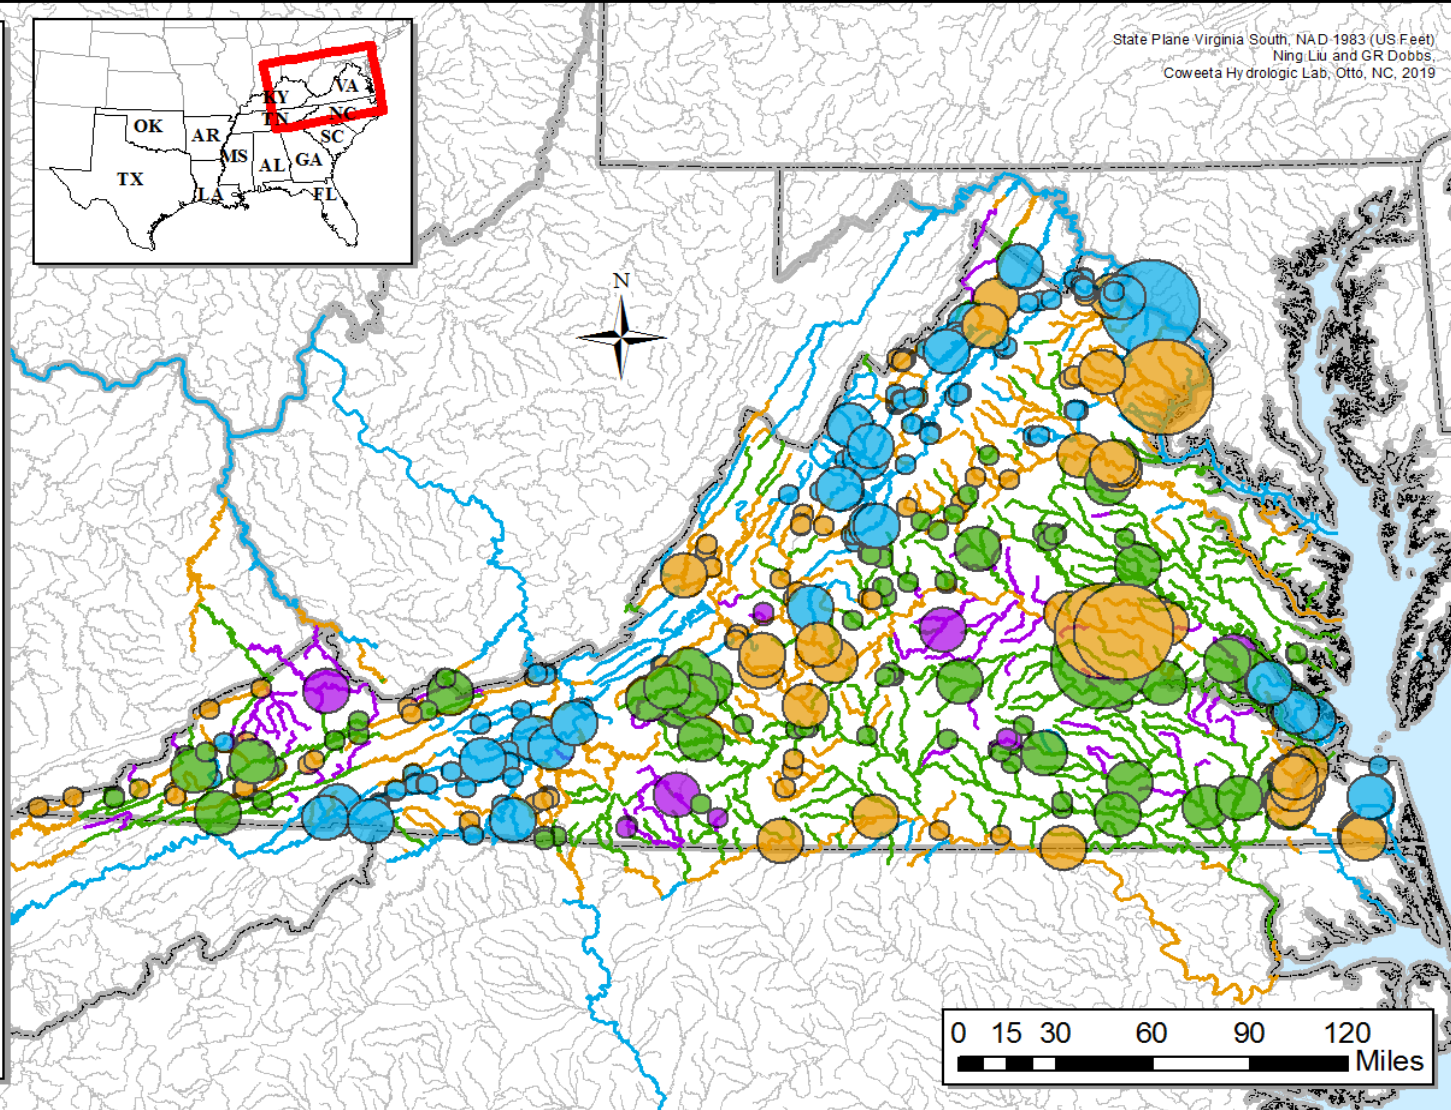 State Plane Virginia South, NAD 1983 (US Feet)
Ning Liu and GR Dobbs,
Coweeta Hydrologic Lab, Otto, NC, 2019
KY
VA
TN
NC
OK
AR
SC
MS
AL
GA
TX
LA
FL
N
0 15 30 60 90 120
Miles